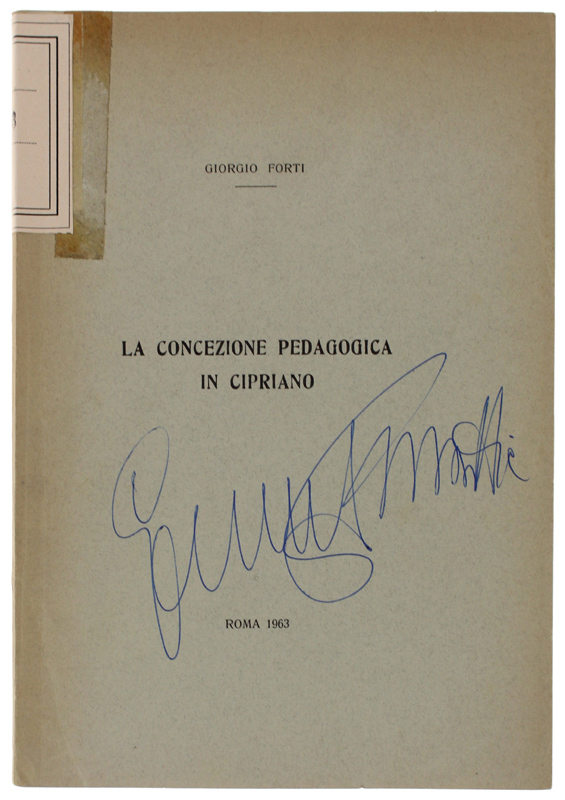 GIORGIO FORTI
LA CONCEZIONE PEDAGOGICA
IN CIPRIANO
ROMA 1963